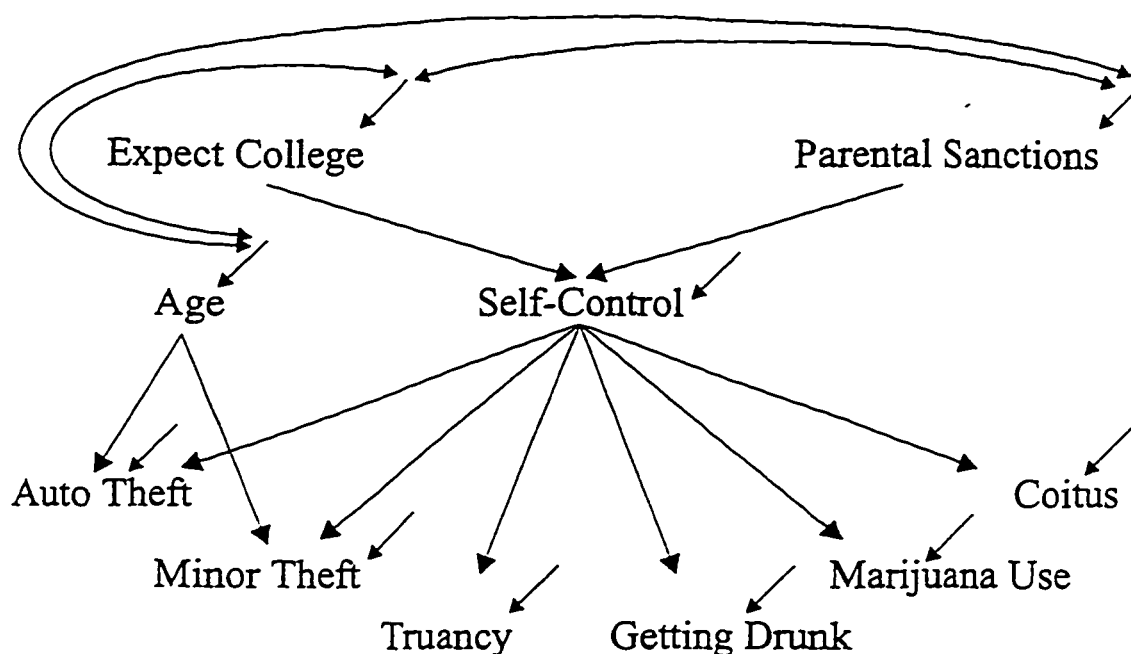 Expect College
Parental Sanctions
Age
Self-Control
Auto Theft
Coitus
Minor Theft
Marijuana Use
Truancy
Getting Drunk